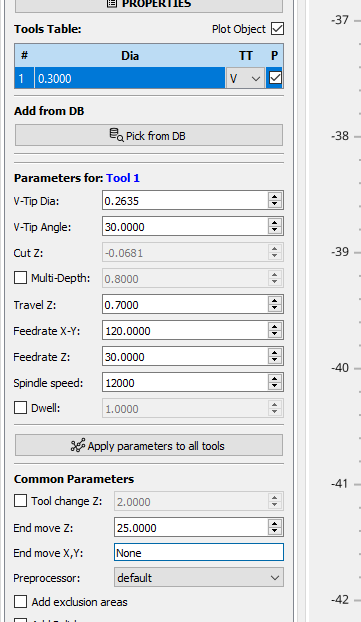 PROPERTIES
Tools Table: Plot Object
# Dia TT P
1 0.3000 V
Add from DB
Pick from DB
Parameters for: Tool 1
V-Tip Dia: 0.2635
V-Tip Angle: 30.0000
Cut Z: -0.0681
Multi-Depth: 0.8000
Travel Z: 0.7000
Feedrate X-Y: 120.0000
Feedrate Z: 30.0000
Spindle speed: 12000
Dwell: 1.0000
Apply parameters to all tools
Common Parameters
Tool change Z: 2.0000
End move Z: 25.0000
End move X,Y: None
Preprocessor: default
Add exclusion areas
-37
-38
-39
-40
-41
-42